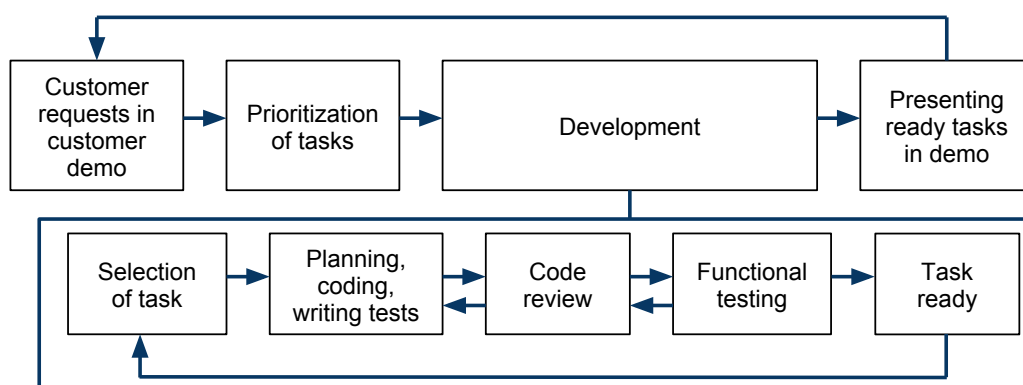 Customer
requests in
customer
demo
Prioritization
of tasks
Development
Presenting
ready tasks
in demo
Selection
of task
Planning,
coding,
writing tests
Code
review
Functional
testing
Task
ready